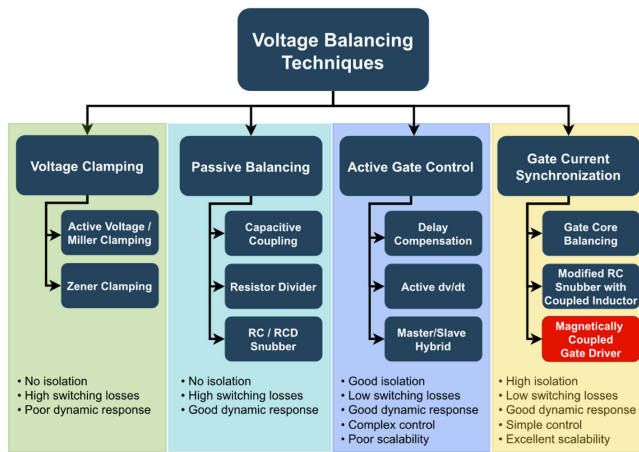 Voltage Balancing
Techniques
Voltage Clamping
Active Voltage /
Miller Clamping
Zener Clamping
• No isolation
• High switching losses
• Poor dynamic response
Passive Balancing
Capacitive
Coupling
Resistor Divider
RC / RCD
Snubber
• No isolation
• High switching losses
• Good dynamic response
Active Gate Control
Delay
Compensation
Active dv/dt
Master/Slave
Hybrid
• Good isolation
• Low switching losses
• Good dynamic response
• Complex control
• Poor scalability
Gate Current
Synchronization
Gate Core
Balancing
Modified RC
Snubber with
Coupled Inductor
Magnetically
Coupled
Gate Driver
• High isolation
• Low switching losses
• Good dynamic response
• Simple control
• Excellent scalability